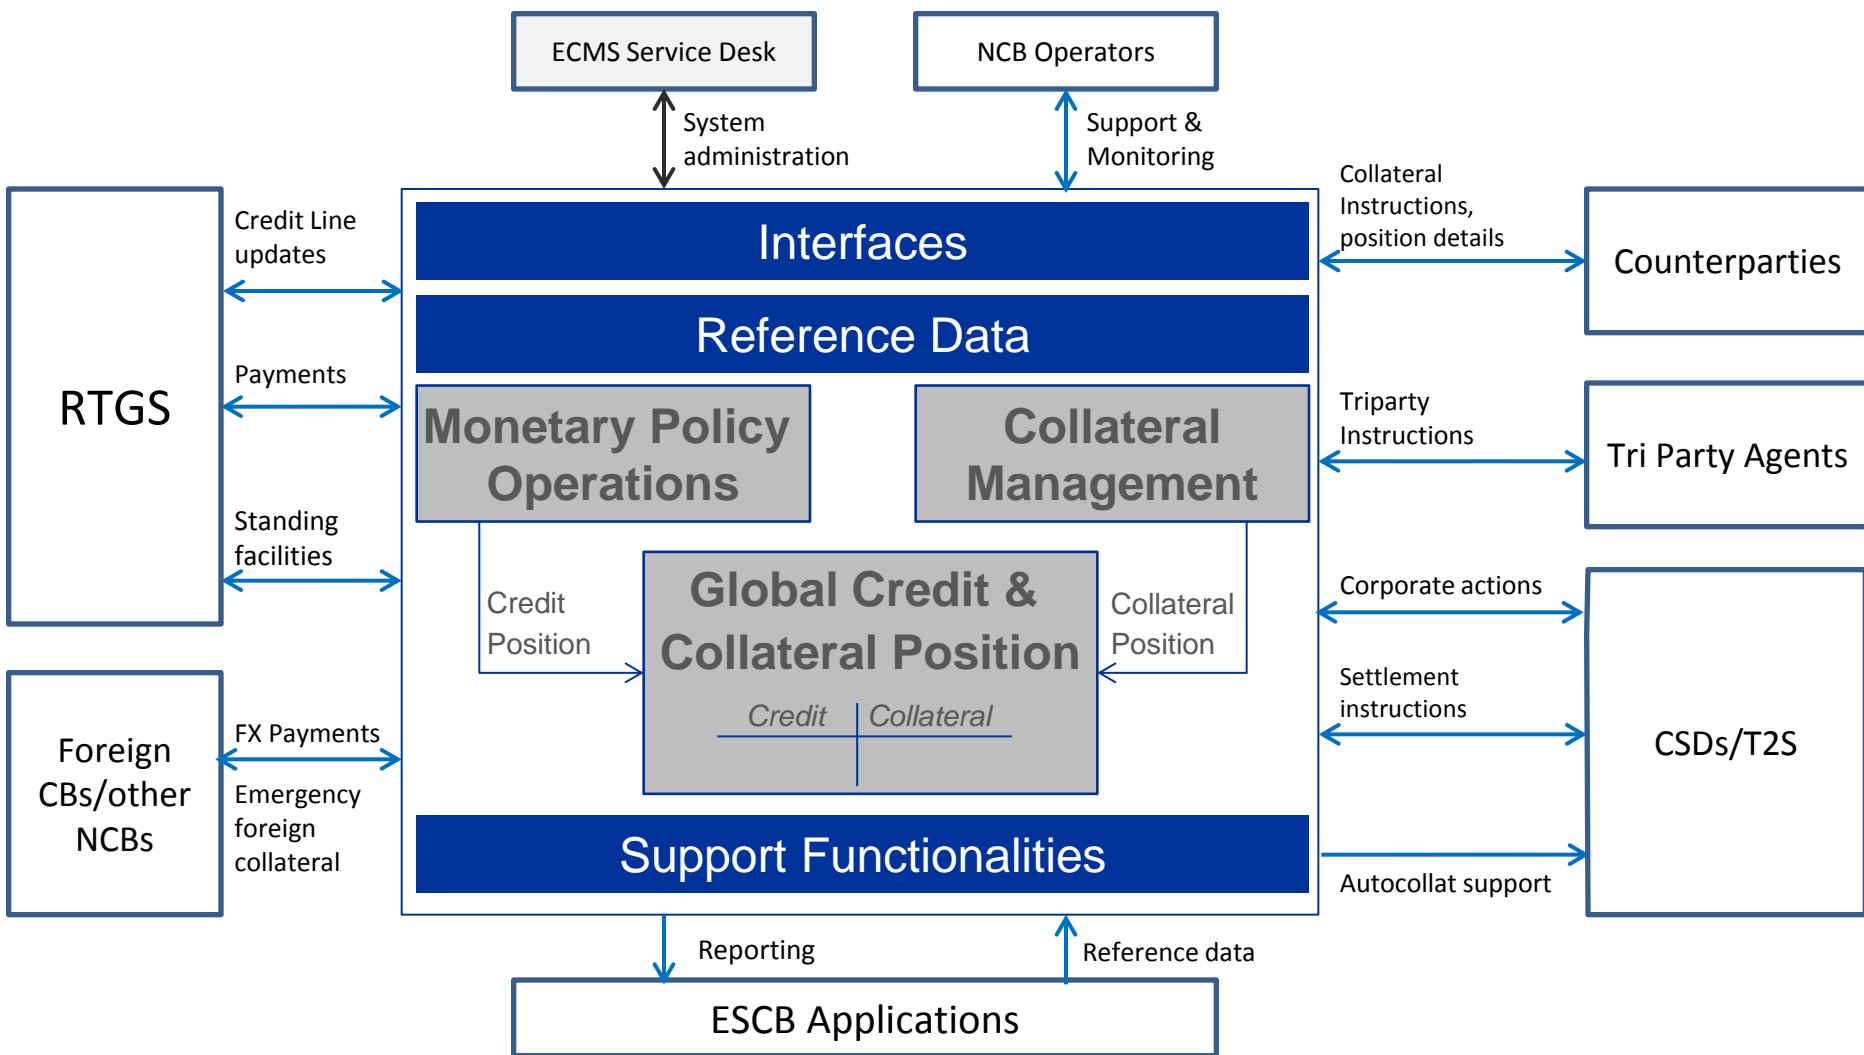 ECMS Service Desk
NCB Operators
System
administration
Support &
Monitoring
RTGS
Credit Line
updates
Payments
Standing
facilities
Foreign
CBs/other
NCBs
FX Payments
Emergency
foreign
collateral
Interfaces
Reference Data
Monetary Policy
Operations
Collateral
Management
Credit
Position
Global Credit &
Collateral Position
Credit
Collateral
Collateral
Position
Support Functionalities
Collateral
Instructions,
position details
Counterparties
Triparty
Instructions
Tri Party Agents
Corporate actions
Settlement
instructions
CSDs/T2S
Autocollat support
Reporting
Reference data
ESCB Applications